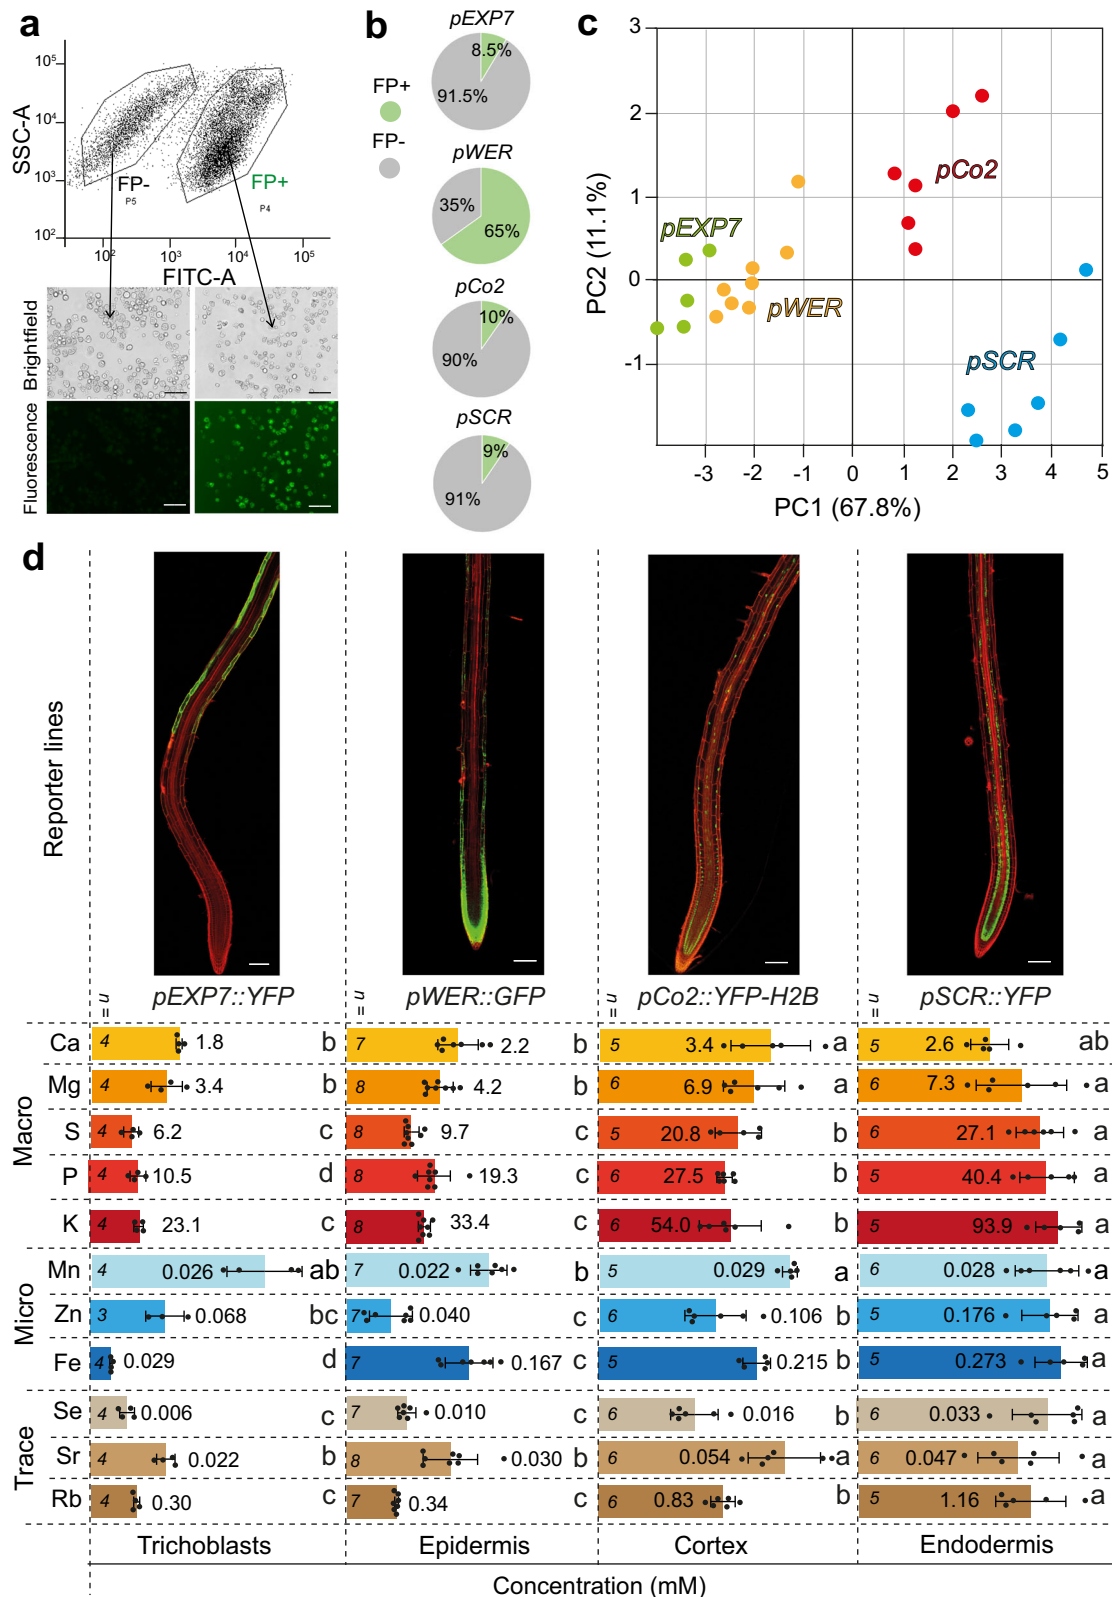 a
SSC-A
10⁵
10⁴
10³
10²
FP-
P5
FP+
P4
10² 10³ 10⁴ 10⁵
FITC-A
Brightfield
Fluorescence
b
FP+
FP-
pEXP7
8.5%
91.5%
pWER
35%
65%
pCo2
10%
90%
pSCR
9%
91%
c
PC2 (11.1%)
3
2
1
0
-1
pCo2
pEXP7
pWER
pSCR
-3 -2 -1 0 1 2 3 4 5
PC1 (67.8%)
d
Reporter lines
n = pEXP7::YFP n = pWER::GFP n = pCo2::YFP-H2B n = pSCR::YFP
Macro
Ca 4 1.8 b 7 2.2 b 5 3.4 a 5 2.6 ab
Mg 4 3.4 b 8 4.2 b 6 6.9 a 6 7.3 a
S 4 6.2 c 8 9.7 c 5 20.8 b 6 27.1 a
P 4 10.5 d 8 19.3 c 6 27.5 b 5 40.4 a
K 4 23.1 c 8 33.4 c 6 54.0 b 5 93.9 a
Micro
Mn 4 0.026 ab 7 0.022 b 5 0.029 a 6 0.028 a
Zn 3 0.068 bc 7 0.040 c 6 0.106 b 5 0.176 a
Fe 4 0.029 d 7 0.167 c 5 0.215 b 5 0.273 a
Trace
Se 4 0.006 c 7 0.010 c 6 0.016 b 6 0.033 a
Sr 4 0.022 b 8 0.030 b 6 0.054 a 6 0.047 a
Rb 4 0.30 c 7 0.34 c 6 0.83 b 5 1.16 a
Trichoblasts Epidermis Cortex Endodermis
Concentration (mM)